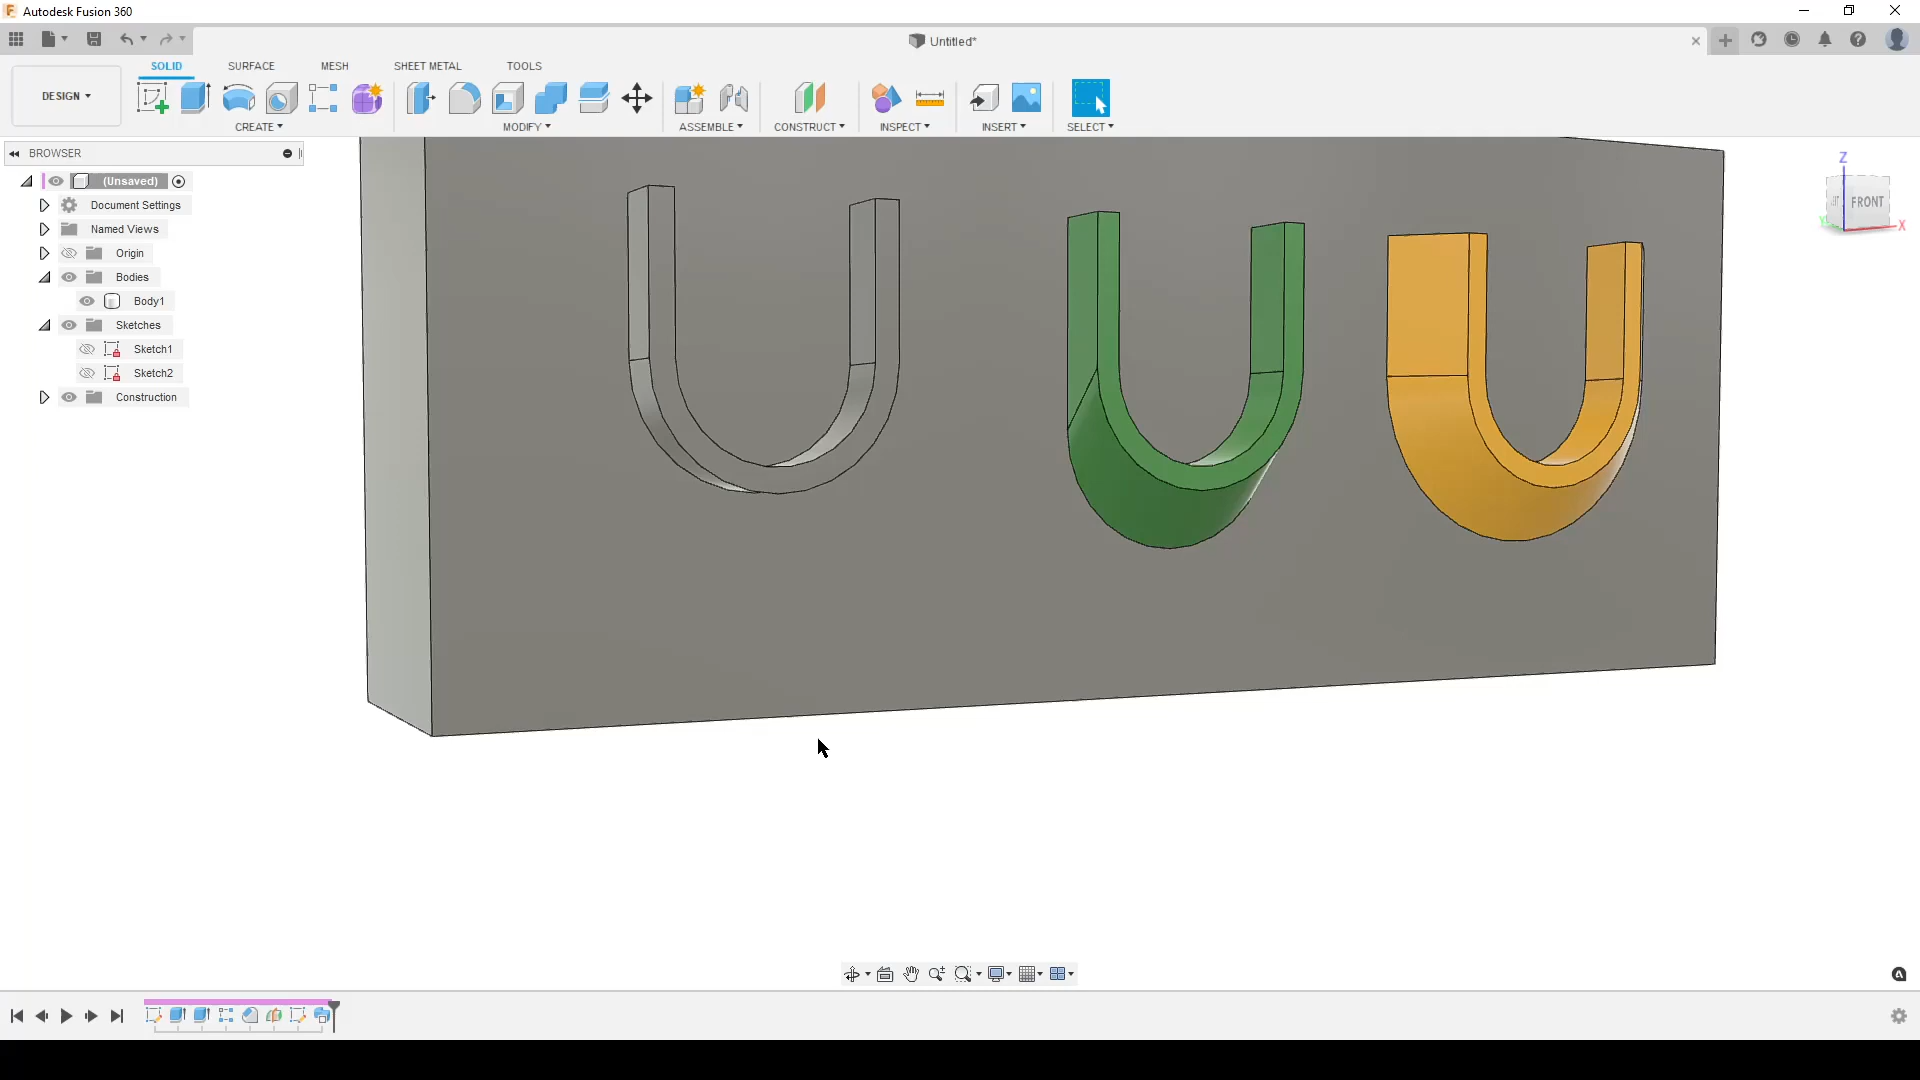 Autodesk Fusion 360
Untitled*
SOLID SURFACE MESH SHEET METAL TOOLS
DESIGN
CREATE MODIFY ASSEMBLE CONSTRUCT INSPECT INSERT SELECT
BROWSER
(Unsaved)
Document Settings
Named Views
Origin
Bodies
Body1
Sketches
Sketch1
Sketch2
Construction
Z
FRONT
X